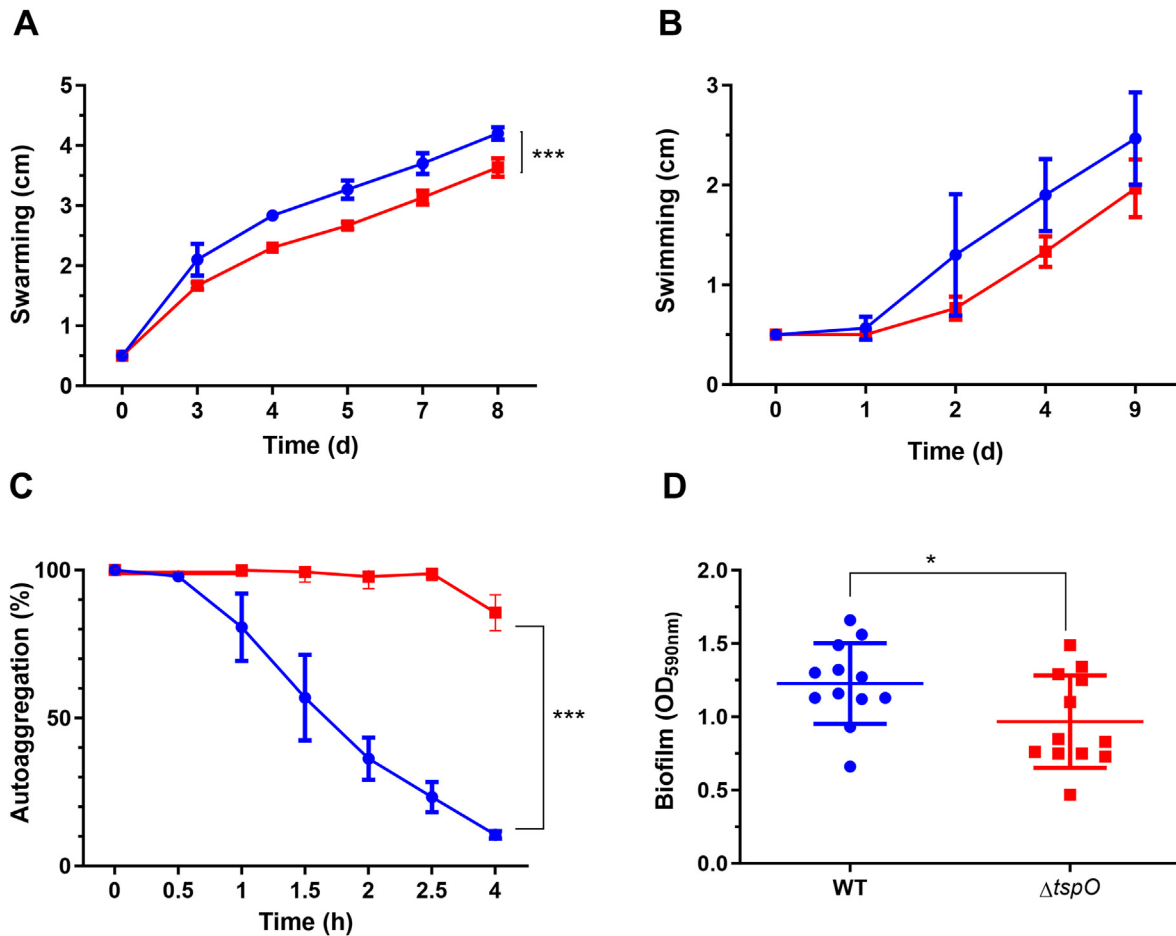 A
Swarming (cm)
5
4
3
2
1
0
0 3 4 5 7 8
Time (d)
***
B
Swimming (cm)
3
2
1
0
0 1 2 4 9
Time (d)
C
Autoaggregation (%)
100
50
0
0 0.5 1 1.5 2 2.5 4
Time (h)
***
D
Biofilm (OD590nm)
2.0
1.5
1.0
0.5
0.0
WT ΔtspO
*